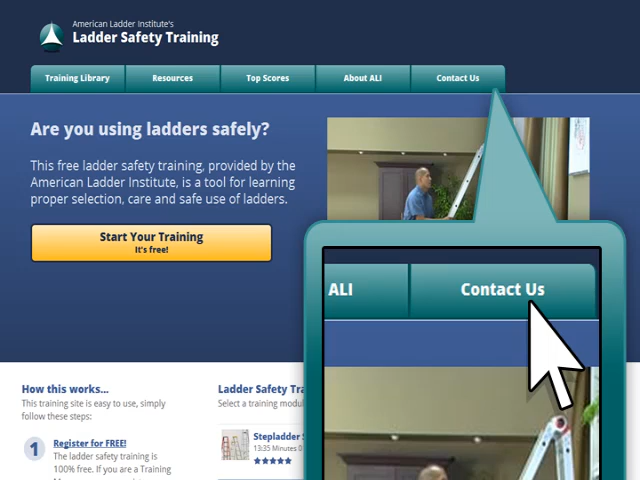 American Ladder Institute's
Ladder Safety Training
Training Library
Resources
Top Scores
About ALI
Contact Us
Are you using ladders safely?
This free ladder safety training, provided by the
American Ladder Institute, is a tool for learning
proper selection, care and safe use of ladders.
Start Your Training
It's free!
ALI
Contact Us
How this works...
This training site is easy to use, simply
follow these steps:
1
Register for FREE!
The ladder safety training is
100% free. If you are a Training
Ladder Safety Tra
Select a training modul
Stepladder S
13:35 Minutes